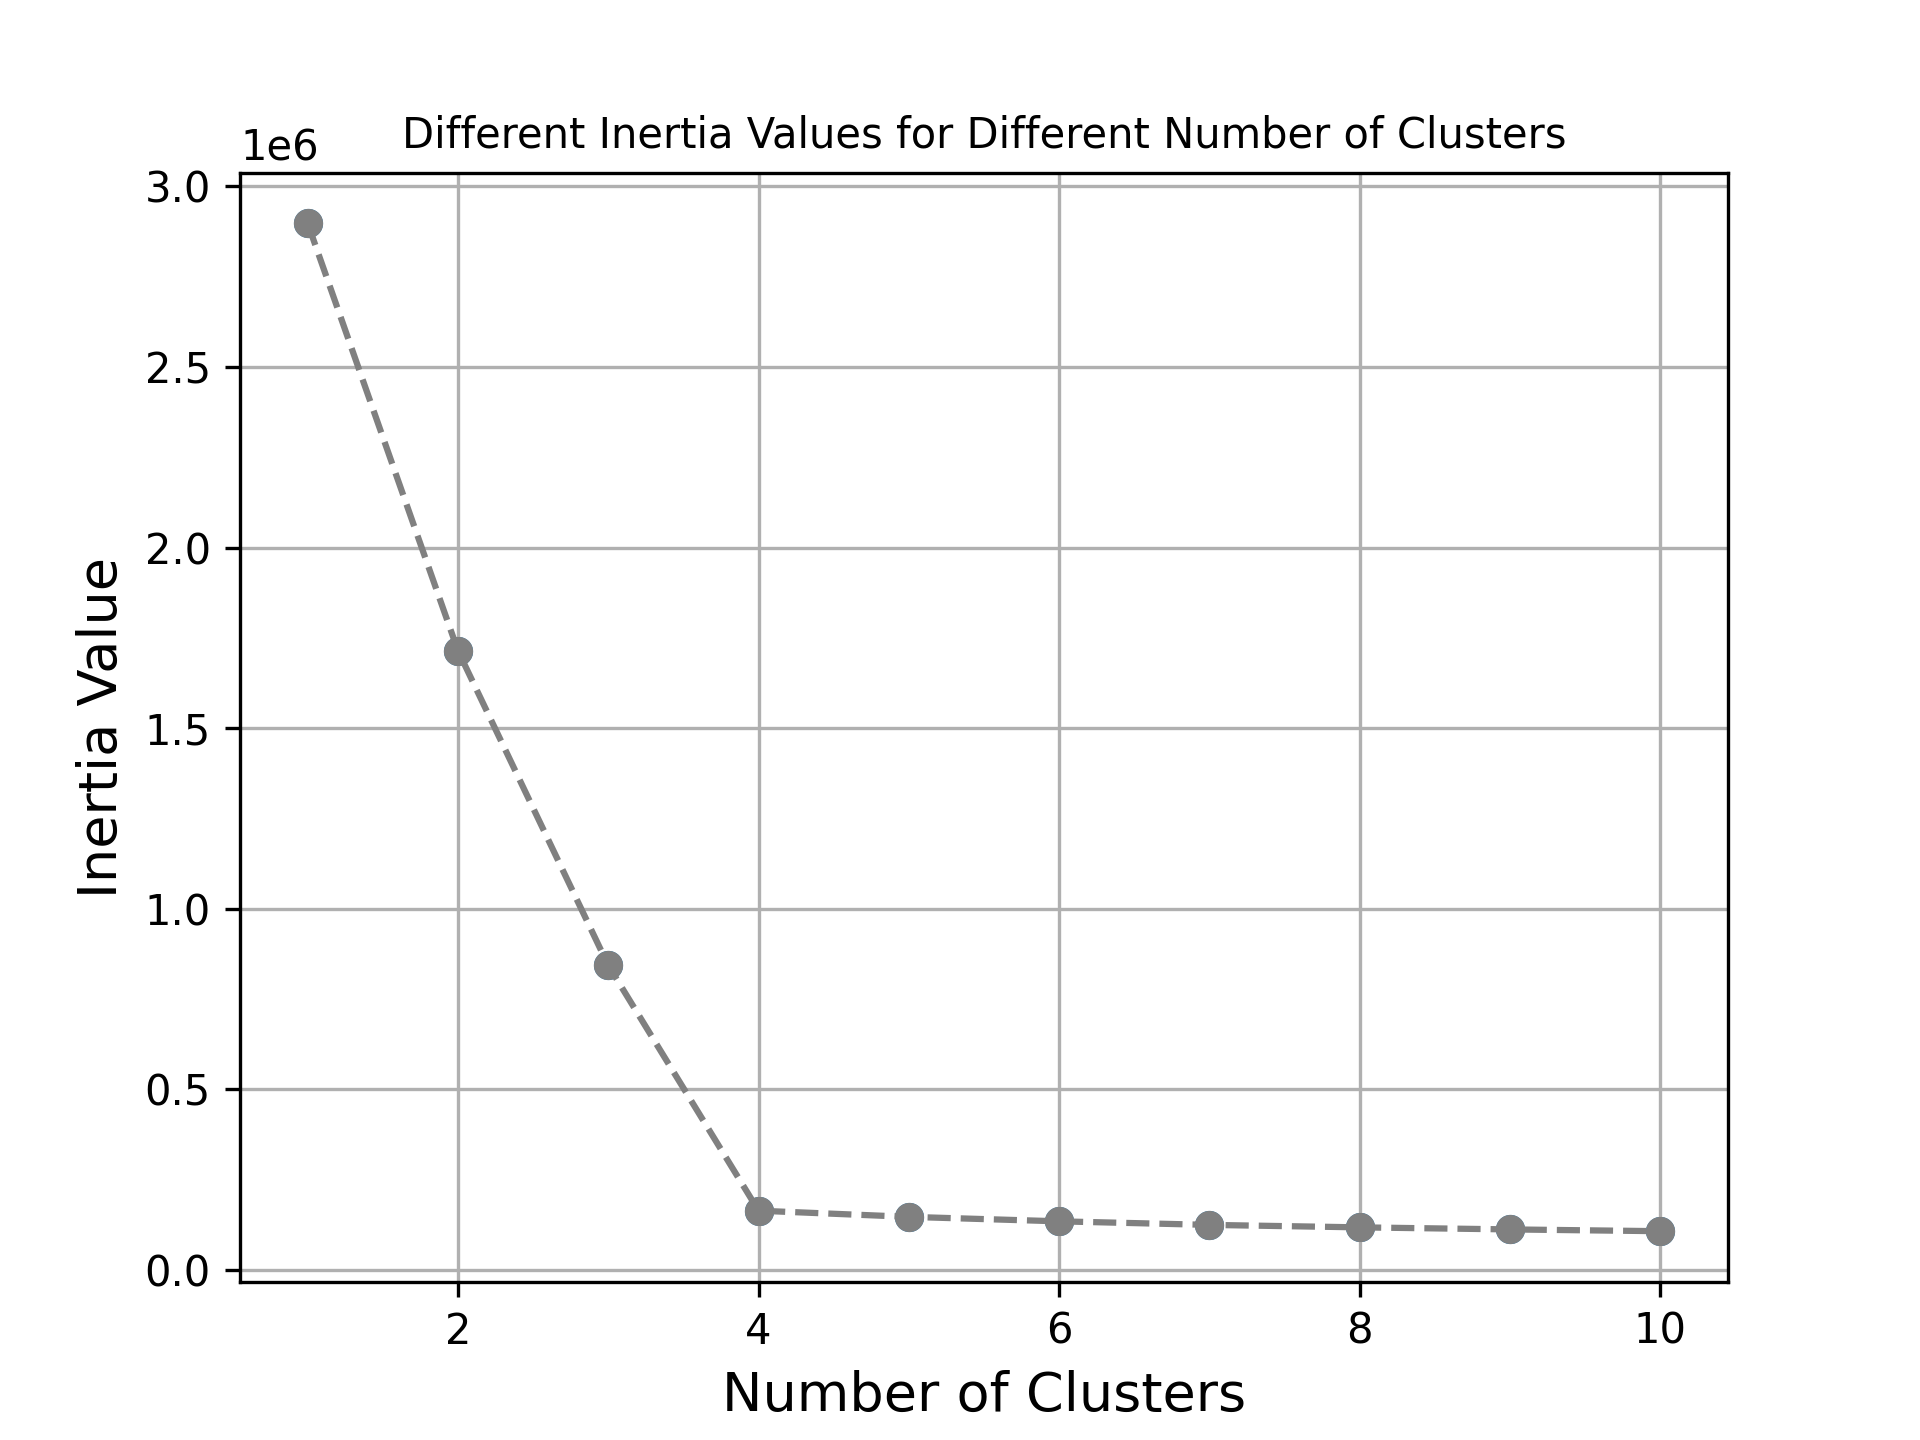 Different Inertia Values for Different Number of Clusters
1e6
3.0
2.5
2.0
1.5
1.0
0.5
0.0
Inertia Value
2 4 6 8 10
Number of Clusters